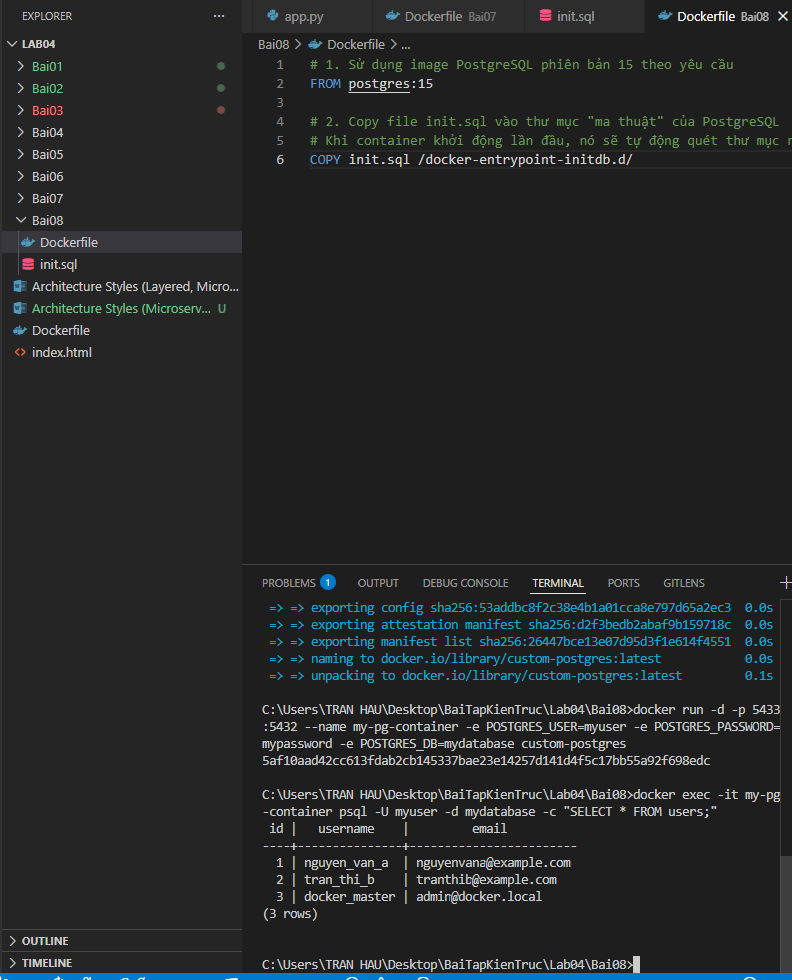 EXPLORER
LAB04
Bai01
Bai02
Bai03
Bai04
Bai05
Bai06
Bai07
Bai08
Dockerfile
init.sql
Architecture Styles (Layered, Micro...
Architecture Styles (Microserv... U
Dockerfile
index.html
OUTLINE
TIMELINE
app.py
Dockerfile Bai07
init.sql
Dockerfile Bai08
Bai08 > Dockerfile > ...
1 # 1. Sử dụng image PostgreSQL phiên bản 15 theo yêu cầu
2 FROM postgres:15
3
4 # 2. Copy file init.sql vào thư mục "ma thuật" của PostgreSQL
5 # Khi container khởi động lần đầu, nó sẽ tự động quét thư mục
6 COPY init.sql /docker-entrypoint-initdb.d/
PROBLEMS 1 OUTPUT DEBUG CONSOLE TERMINAL PORTS GITLENS
=> => exporting config sha256:53addbc8f2c38e4b1a01cca8e797d65a2ec3 0.0s
=> => exporting attestation manifest sha256:d2f3bedb2abaf9b159718c 0.0s
=> => exporting manifest list sha256:26447bce13e07d95d3f1e614f4551 0.0s
=> => naming to docker.io/library/custom-postgres:latest 0.0s
=> => unpacking to docker.io/library/custom-postgres:latest 0.1s
C:\Users\TRAN HAU\Desktop\BaiTapKienTruc\Lab04\Bai08>docker run -d -p 5433
:5432 --name my-pg-container -e POSTGRES_USER=myuser -e POSTGRES_PASSWORD=
mypassword -e POSTGRES_DB=mydatabase custom-postgres
5af10aad42cc613fdab2cb145337bae23e14257d141d4f5c17bb55a92f698edc
C:\Users\TRAN HAU\Desktop\BaiTapKienTruc\Lab04\Bai08>docker exec -it my-pg
-container psql -U myuser -d mydatabase -c "SELECT * FROM users;"
id | username | email
----+---------------+-------------------------
1 | nguyen_van_a | nguyenvana@example.com
2 | tran_thi_b | tranthib@example.com
3 | docker_master | admin@docker.local
(3 rows)
C:\Users\TRAN HAU\Desktop\BaiTapKienTruc\Lab04\Bai08>